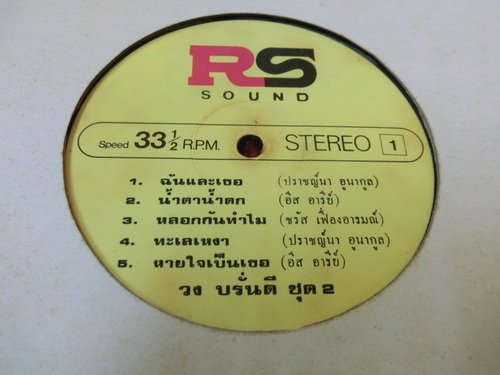 RS
SOUND
Speed 33 1/2 R.P.M. STEREO 1
1. ฉันและเธอ (ปราชญ์นา อูนากูล)
2. น้ำตาน้ำตก (อ๊ส อารีย์)
3. หลอกกันทำไม (ชรัส เฟื่องอารมณ์)
4. ทะเลเหงา (ปราชญ์นา อูนากูล)
5. หายใจเป็นเธอ (อ๊ส อารีย์)
วง บรั่นดี ชุด 2